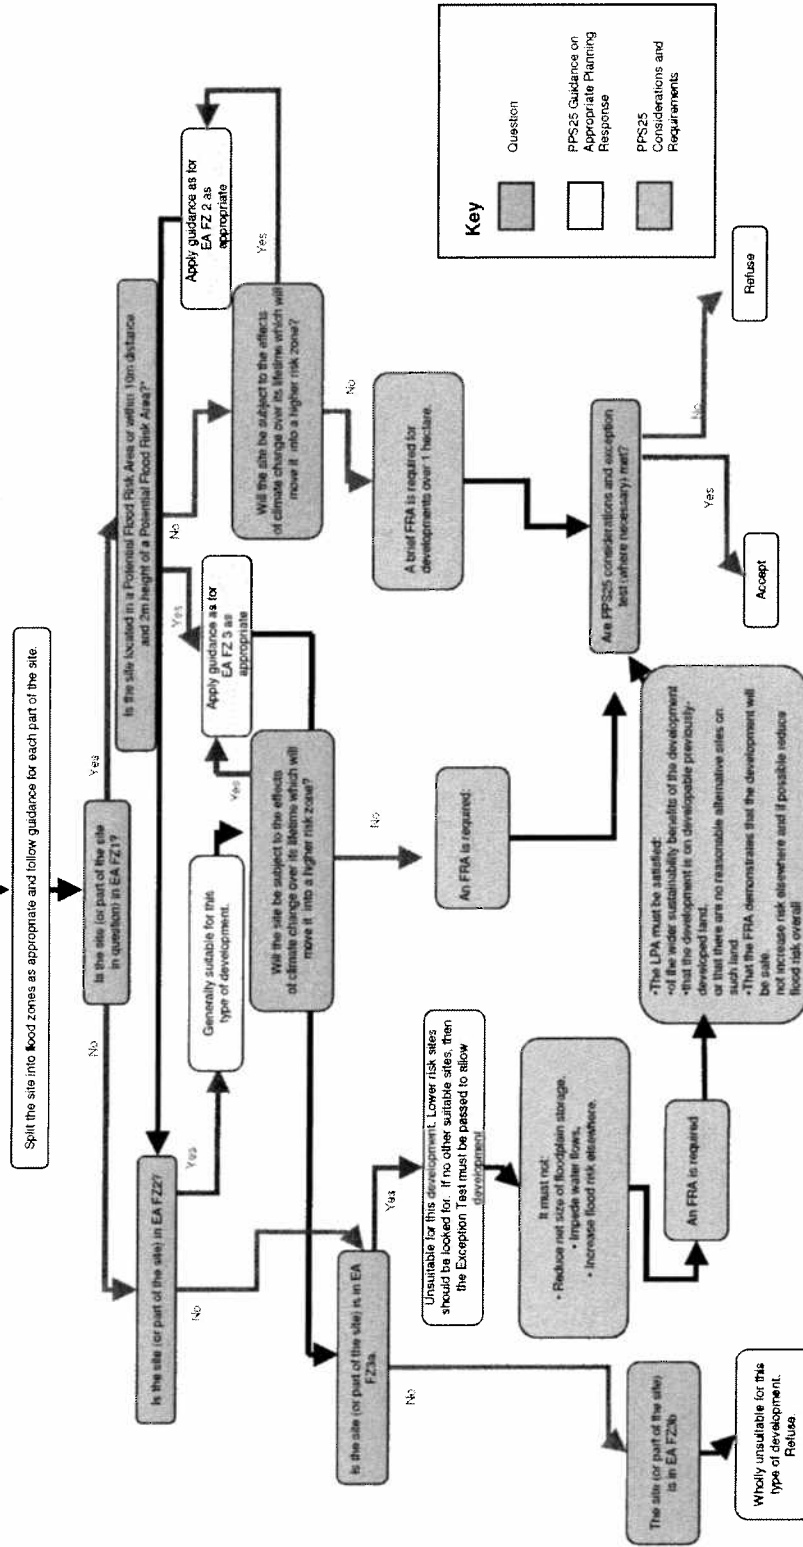 Split the site into flood zones as appropriate and follow guidance for each part of the site.
Is the site (or part of the site
in question) in EA FZ1?
No
Yes
Is the site located in a Potential Flood Risk Area or within 10m distance
and 2m height of a Potential Flood Risk Area?*
Apply guidance as for
EA FZ 2 as
appropriate
Is the site (or part of the site) in EA FZ2?
Yes
No
Generally suitable for this
type of development.
Yes
No
Apply guidance as for
EA FZ 3 as
appropriate
Yes
Will the site be subject to the effects
of climate change over its lifetime which will
move it into a higher risk zone?
Yes
No
Will the site be subject to the effects
of climate change over its lifetime which will
move it into a higher risk zone?
No
Is the site (or part of the site) is in EA
FZ3a.
Yes
No
Unsuitable for this development. Lower risk sites
should be looked for. If no other suitable sites, then
the Exception Test must be passed to allow
development
An FRA is required:
A brief FRA is required for
developments over 1 hectare.
It must not:
• Reduce net size of floodplain storage.
• Impede water flows.
• Increase flood risk elsewhere.
An FRA is required
The site (or part of the site)
is in EA FZ3b
Wholly unsuitable for this
type of development.
Refuse.
•The LPA must be satisfied:
•of the wider sustainability benefits of the development
•that the development is on developable previously-
developed land.
or that there are no reasonable alternative sites on
such land
•That the FRA demonstrates that the development will
be safe.
not increase risk elsewhere and if possible reduce
flood risk overall
Are PPS25 considerations and exception
test (where necessary) met?
Yes
No
Accept
Refuse
Key
Question
PPS25 Guidance on
Appropriate Planning
Response
PPS25
Considerations and
Requirements